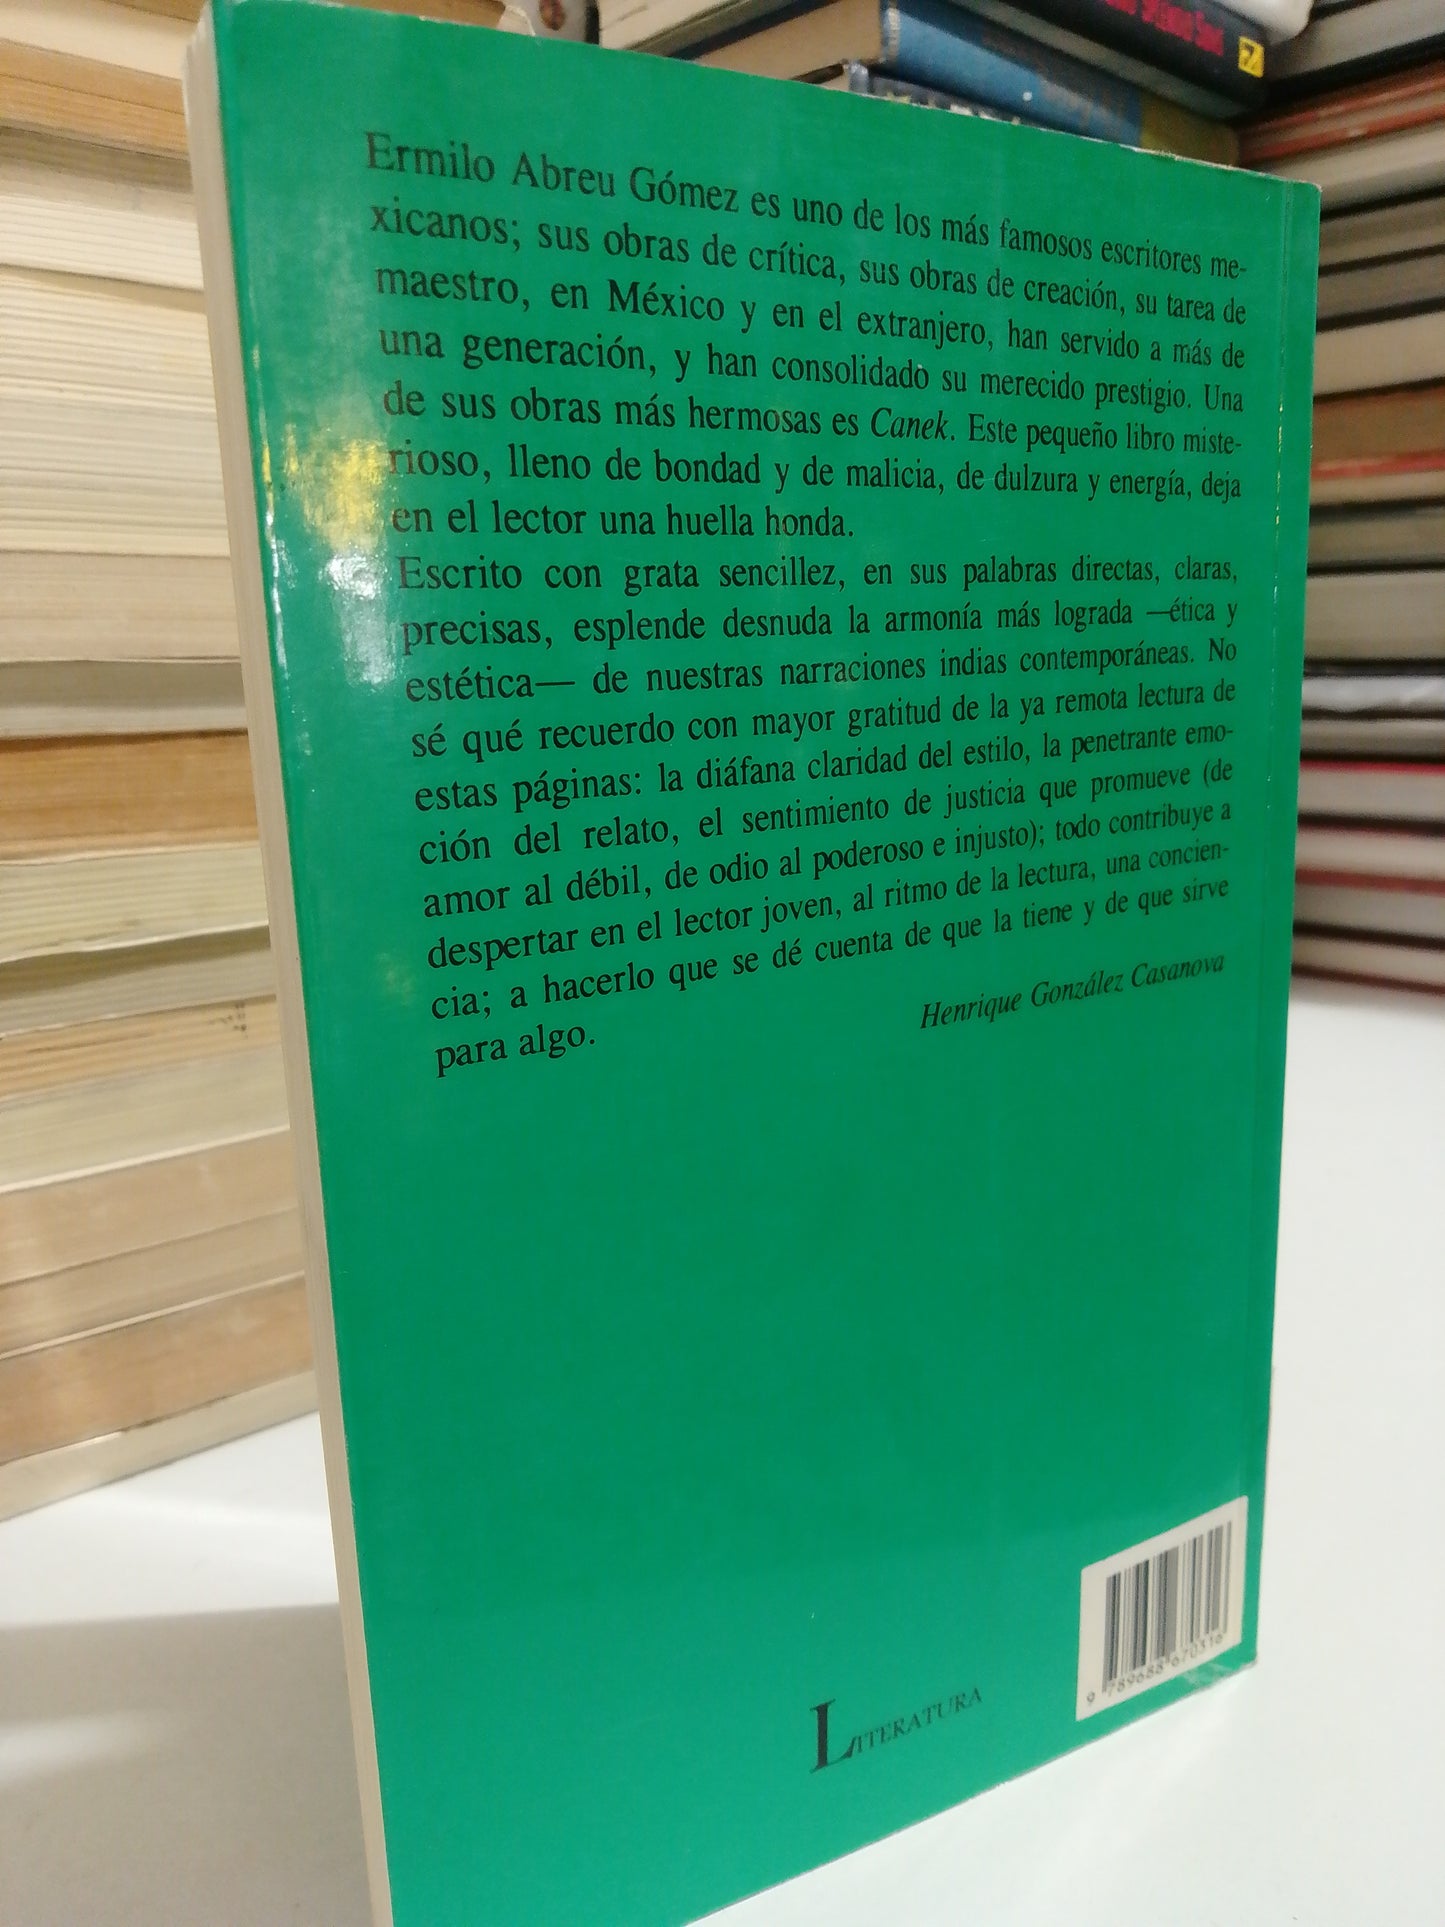 Ermilo Abreu Gómez es uno de los más famosos escritores me-
xicanos; sus obras de crítica, sus obras de creación, su tarea de
maestro, en México y en el extranjero, han servido a más de
una generación, y han consolidado su merecido prestigio. Una
de sus obras más hermosas es Canek. Este pequeño libro miste-
rioso, lleno de bondad y de malicia, de dulzura y energía, deja
en el lector una huella honda.
Escrito con grata sencillez, en sus palabras directas, claras,
precisas, esplende desnuda la armonía más lograda —ética y
estética— de nuestras narraciones indias contemporáneas. No
sé qué recuerdo con mayor gratitud de la ya remota lectura de
estas páginas: la diáfana claridad del estilo, la penetrante emo-
ción del relato, el sentimiento de justicia que promueve (de
amor al débil, de odio al poderoso e injusto); todo contribuye a
despertar en el lector joven, al ritmo de la lectura, una concien-
cia; a hacerlo que se dé cuenta de que la tiene y de que sirve
para algo.
Henrique González Casanova
9 789688 670316
LITERATURA